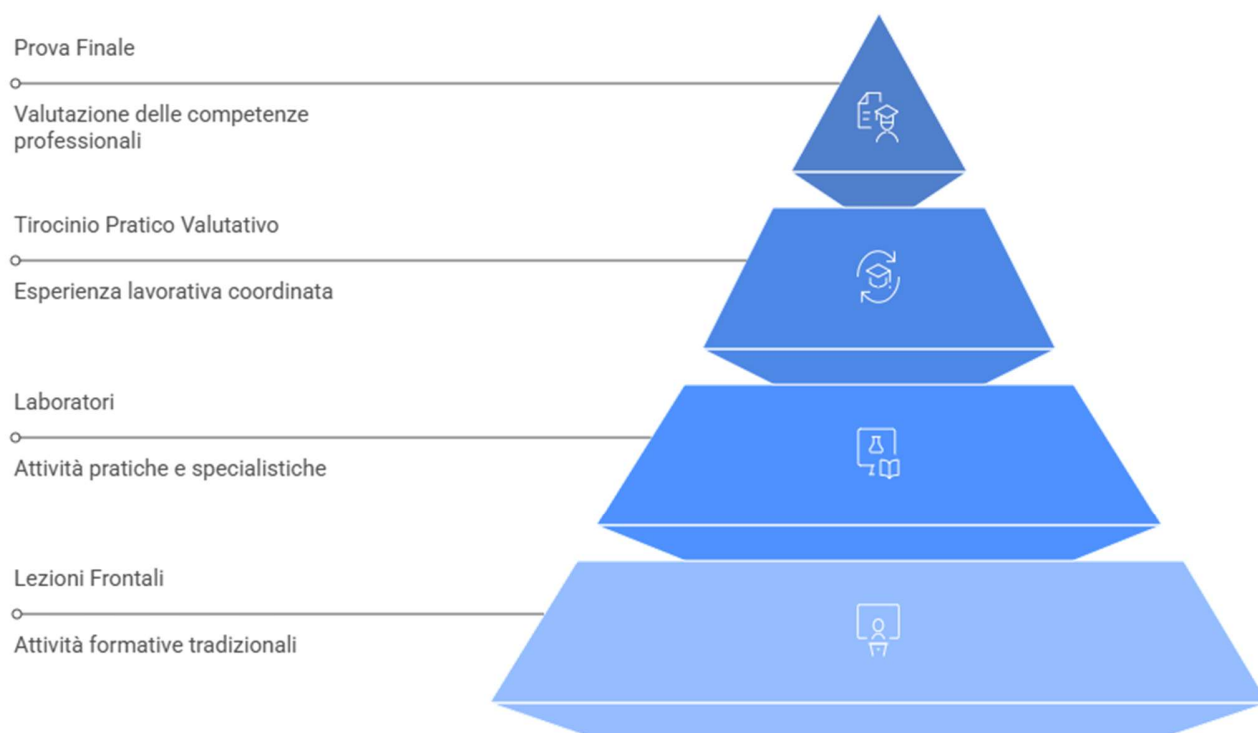 Prova Finale
Valutazione delle competenze
professionali
Tirocinio Pratico Valutativo
Esperienza lavorativa coordinata
Laboratori
Attività pratiche e specialistiche
Lezioni Frontali
Attività formative tradizionali